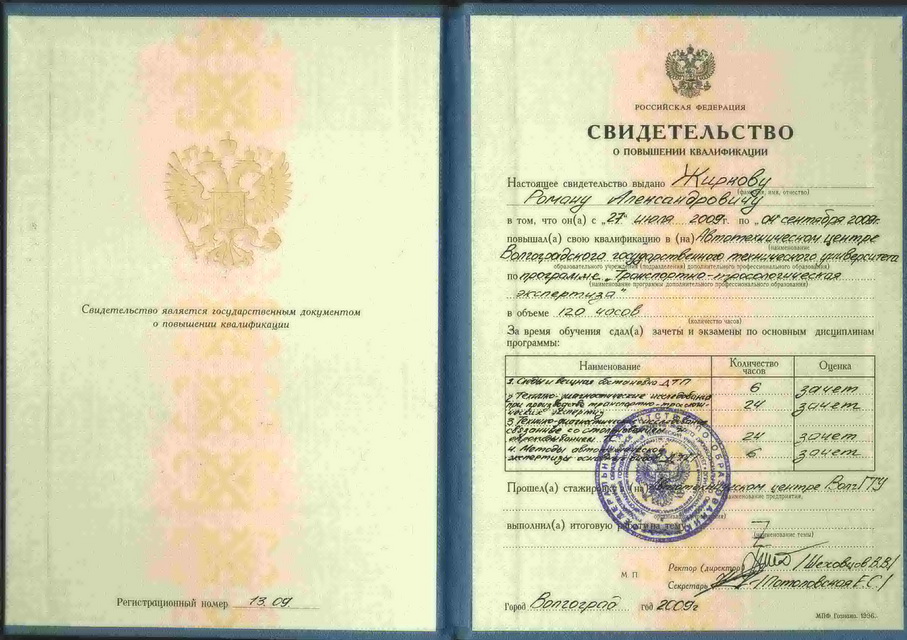 Свидетельство является государственным документом
о повышении квалификации
Регистрационный номер 13.09
РОССИЙСКАЯ ФЕДЕРАЦИЯ
СВИДЕТЕЛЬСТВО
О ПОВЫШЕНИИ КВАЛИФИКАЦИИ
Настоящее свидетельство выдано Жирнову
(фамилия, имя, отчество)
Роману Александровичу
в том, что он(а) с „27" июля 2009г. по „04" сентября 2009г.
повышал(а) свою квалификацию в (на) Автотехническом центре
(наименование
Волгоградского государственного технического университета
образовательного учреждения (подразделения) дополнительного профессионального образования)
по программе „Транспортно-трасологическая
(наименование программы дополнительного профессионального образования)
экспертиза"
в объеме 120 часов
(количество часов)
За время обучения сдал(а) зачеты и экзамены по основным дисциплинам
программы:
Наименование Количество часов Оценка
1. Следы и вещная обстановка ДТП 6 зачет
2. Технико-диагностические исследования
при производстве транспортно-трасологи-
ческих экспертиз 24 зачет
3. Технико-диагностические исследования
связанные со столкновением и
24 зачет
4. Методы
экспертизы 6 зачет
Прошел(а) стажировку в (на) Автотехническом центре ВолгГТУ
(наименование предприятия,
выполнил(а) итоговую работу на тему
(наименование темы)
Z
М П
Ректор (директор) /Шеховцов В.В./
Секретарь /Потоловская Е.С./
Город Волгоград год 2009г
МПФ Гознака. 1996.